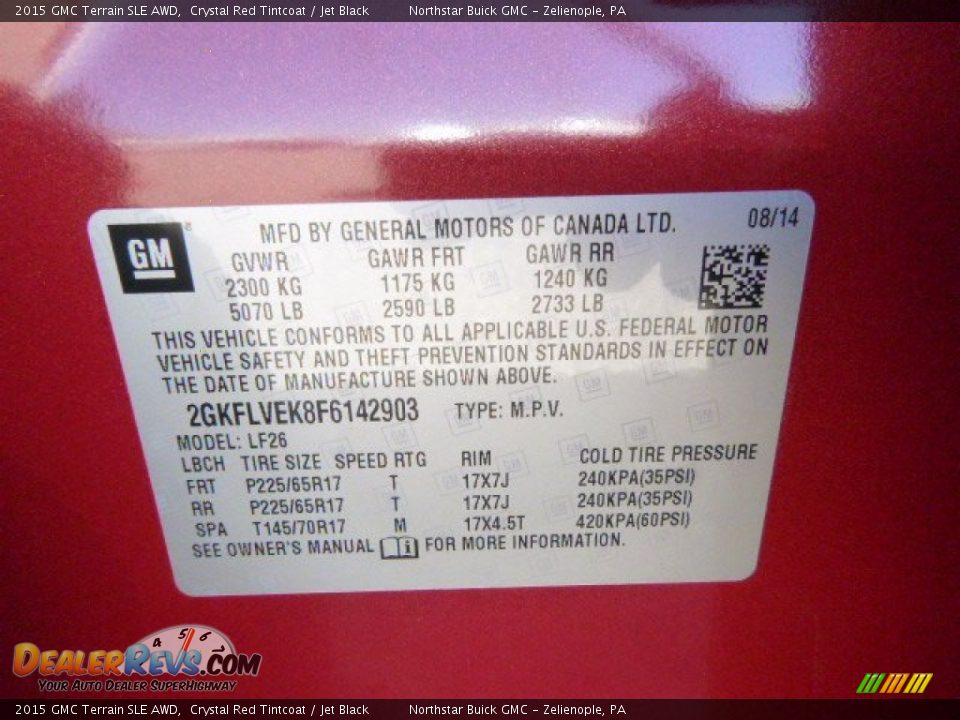 2015 GMC Terrain SLE AWD, Crystal Red Tintcoat / Jet Black Northstar Buick GMC - Zelienople, PA
GM ®
MFD BY GENERAL MOTORS OF CANADA LTD. 08/14
GVWR GAWR FRT GAWR RR
2300 KG 1175 KG 1240 KG
5070 LB 2590 LB 2733 LB
THIS VEHICLE CONFORMS TO ALL APPLICABLE U.S. FEDERAL MOTOR
VEHICLE SAFETY AND THEFT PREVENTION STANDARDS IN EFFECT ON
THE DATE OF MANUFACTURE SHOWN ABOVE.
2GKFLVEK8F6142903 TYPE: M.P.V.
MODEL: LF26
LBCH TIRE SIZE SPEED RTG RIM COLD TIRE PRESSURE
FRT P225/65R17 T 17X7J 240KPA(35PSI)
RR P225/65R17 T 17X7J 240KPA(35PSI)
SPA T145/70R17 M 17X4.5T 420KPA(60PSI)
SEE OWNER'S MANUAL FOR MORE INFORMATION.
4 5 6
DEALERREVS.COM
YOUR AUTO DEALER SUPERHIGHWAY
2015 GMC Terrain SLE AWD, Crystal Red Tintcoat / Jet Black Northstar Buick GMC - Zelienople, PA